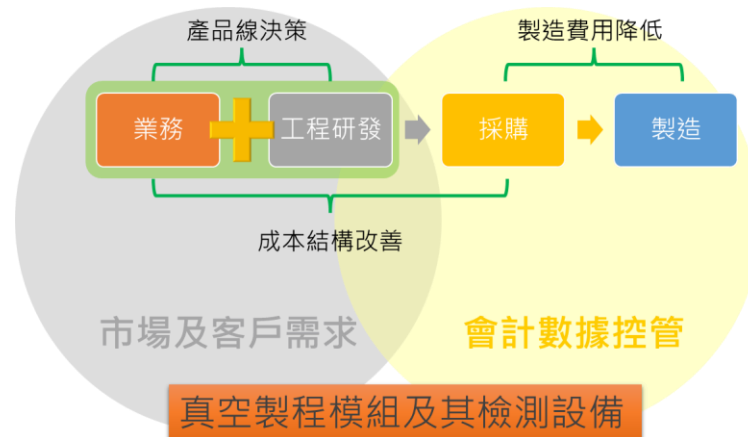 產品線決策
製造費用降低
業務
工程研發
採購
製造
成本結構改善
市場及客戶需求
會計數據控管
真空製程模組及其檢測設備